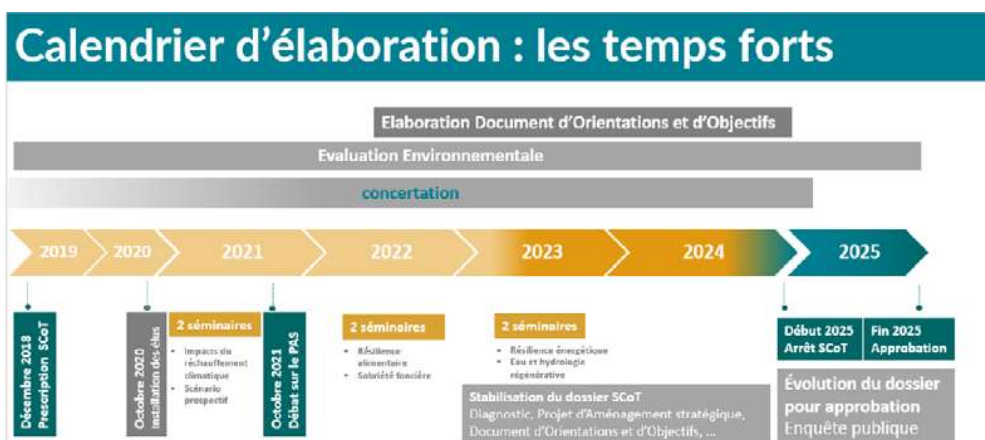 Calendrier d'élaboration : les temps forts
Elaboration Document d'Orientations et d'Objectifs
Evaluation Environnementale
concertation
2019
2020
2021
2022
2023
2024
2025
Décembre 2018
Prescription SCoT
Octobre 2020
Installation des élus
2 séminaires
• Impacts du
réchauffement
climatique
• Scénario
prospectif
Octobre 2021
Débat sur le PAS
2 séminaires
• Résilience
alimentaire
• Sobriété foncière
2 séminaires
• Résilience énergétique
• Eau et hydrologie
régénérative
Stabilisation du dossier SCoT
Diagnostic, Projet d'Aménagement stratégique,
Document d'Orientations et d'Objectifs, ...
Début 2025
Arrêt SCoT
Fin 2025
Approbation
Évolution du dossier
pour approbation
Enquête publique